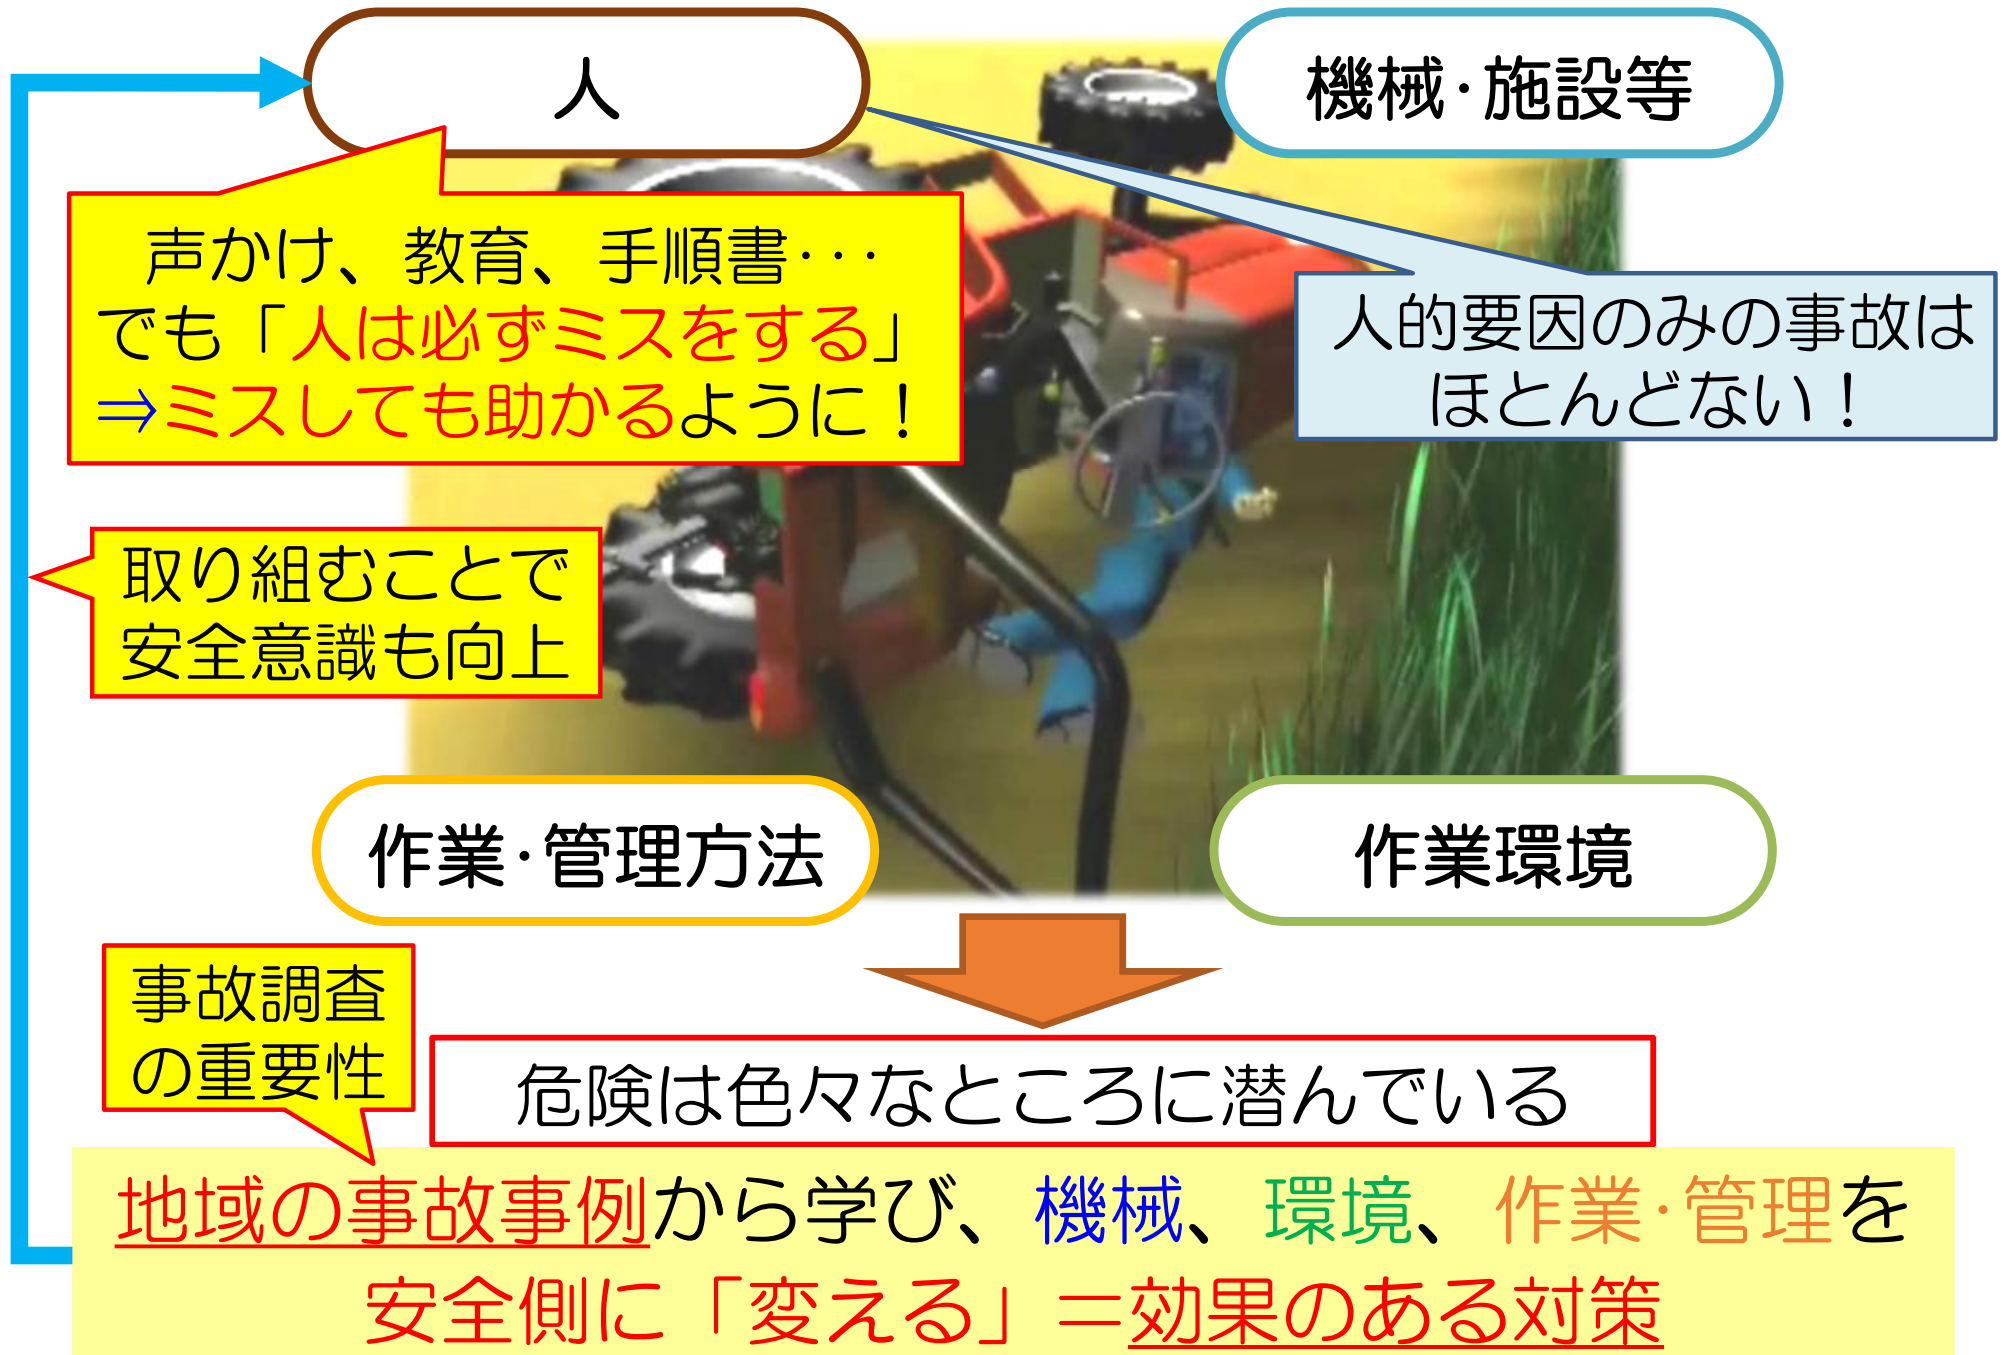 人
機械･施設等
声かけ、教育、手順書･･･
でも「人は必ずミスをする」
⇒ミスしても助かるように！
人的要因のみの事故は
ほとんどない！
取り組むことで
安全意識も向上
作業･管理方法
作業環境
事故調査
の重要性
危険は色々なところに潜んでいる
地域の事故事例から学び、機械、環境、作業･管理を
安全側に「変える」＝効果のある対策